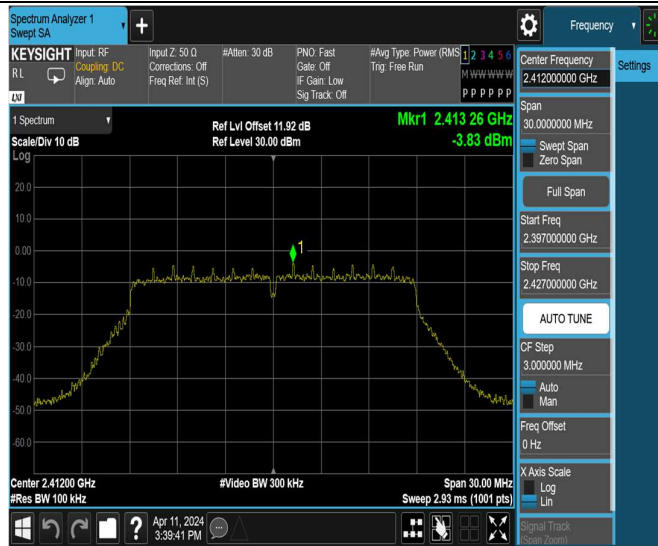 Spectrum Analyzer 1
Swept SA
Frequency
KEYSIGHT
RL
LXI
Input: RF
Coupling: DC
Align: Auto
Input Z: 50 Ω
Corrections: Off
Freq Ref: Int (S)
#Atten: 30 dB
PNO: Fast
Gate: Off
IF Gain: Low
Sig Track: Off
#Avg Type: Power (RMS
Trig: Free Run
1 2 3 4 5 6
M W W W W W
P P P P P P
1 Spectrum
Scale/Div 10 dB
Log
Ref Lvl Offset 11.92 dB
Ref Level 30.00 dBm
Mkr1 2.413 26 GHz
-3.83 dBm
20.0
10.0
0.00
-10.0
-20.0
-30.0
-40.0
-50.0
-60.0
1
Center 2.41200 GHz
#Res BW 100 kHz
#Video BW 300 kHz
Span 30.00 MHz
Sweep 2.93 ms (1001 pts)
Apr 11, 2024
3:39:41 PM
Center Frequency
2.412000000 GHz
Settings
Span
30.0000000 MHz
Swept Span
Zero Span
Full Span
Start Freq
2.397000000 GHz
Stop Freq
2.427000000 GHz
AUTO TUNE
CF Step
3.000000 MHz
Auto
Man
Freq Offset
0 Hz
X Axis Scale
Log
Lin
Signal Track
(Span Zoom)